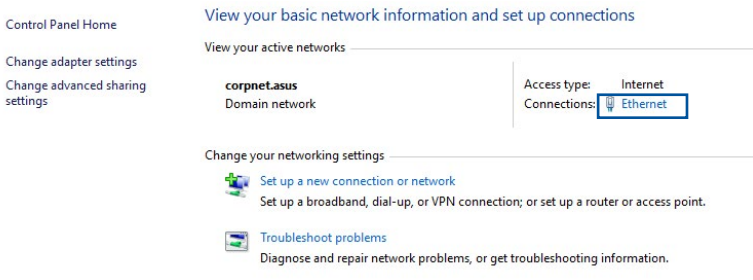 Control Panel Home
Change adapter settings
Change advanced sharing
settings
View your basic network information and set up connections
View your active networks
corpnet.asus
Domain network
Access type: Internet
Connections: Ethernet
Change your networking settings
Set up a new connection or network
Set up a broadband, dial-up, or VPN connection; or set up a router or access point.
Troubleshoot problems
Diagnose and repair network problems, or get troubleshooting information.